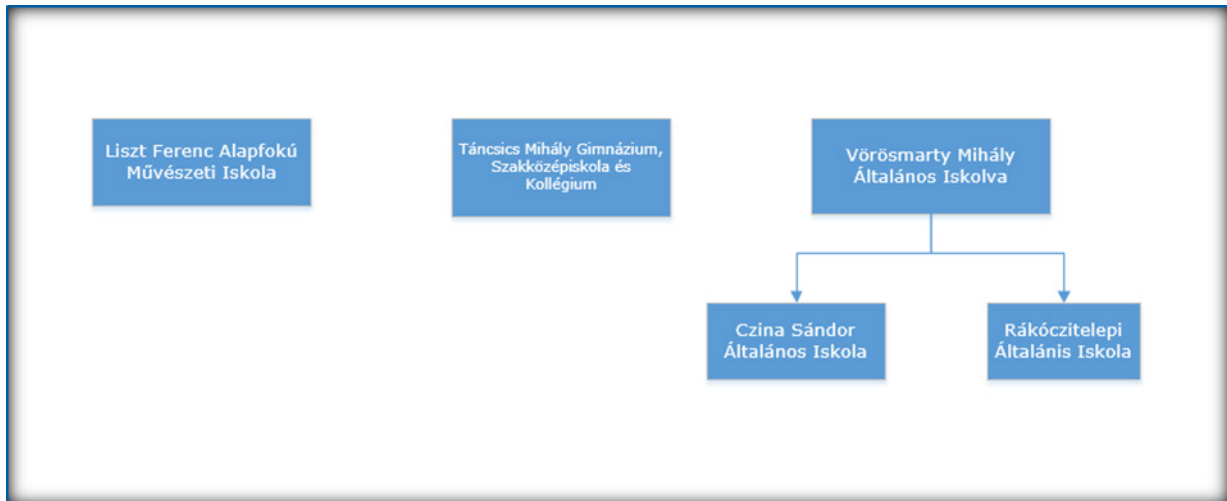 Liszt Ferenc Alapfokú
Művészeti Iskola
Táncsics Mihály Gimnázium,
Szakközépiskola és
Kollégium
Vörösmarty Mihály
Általános Iskolva
Czina Sándor
Általános Iskola
Rákóczitelepi
Általánis Iskola